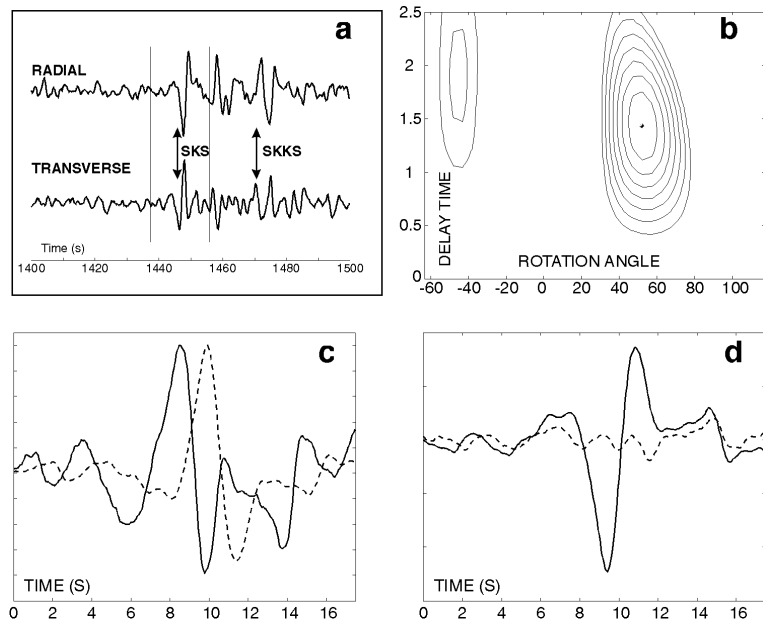 a
RADIAL
SKS
SKKS
TRANSVERSE
Time (s)
1400 1420 1440 1460 1480 1500
b
2.5
2
1.5
1
0.5
0
DELAY TIME
ROTATION ANGLE
-60 -40 -20 0 20 40 60 80 100
c
TIME (S)
0 2 4 6 8 10 12 14 16
d
TIME (S)
0 2 4 6 8 10 12 14 16